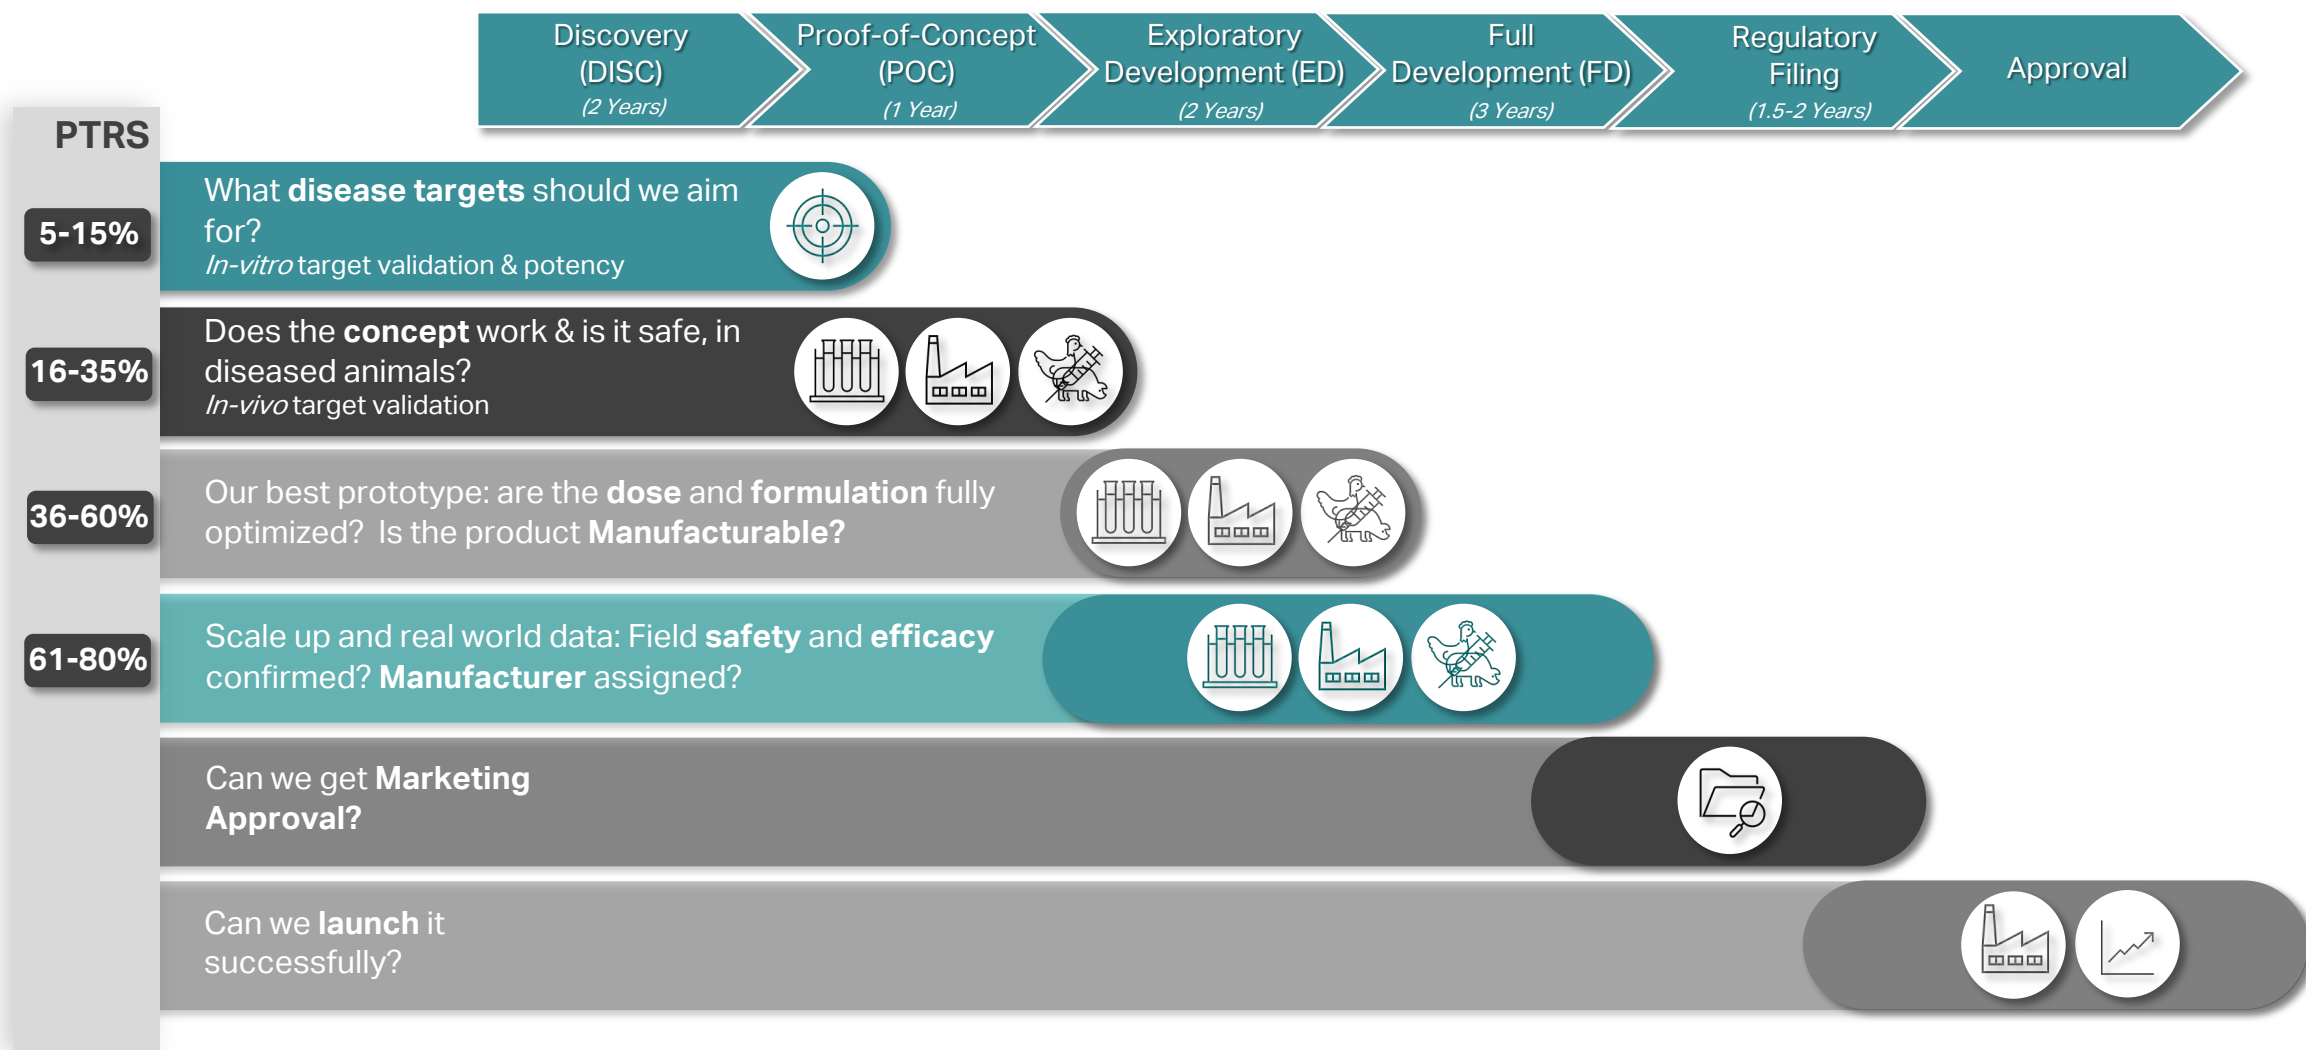 Discovery
(DISC)
(2 Years)
Proof-of-Concept
(POC)
(1 Year)
Exploratory
Development (ED)
(2 Years)
Full
Development (FD)
(3 Years)
Regulatory
Filing
(1.5-2 Years)
Approval
PTRS
5-15%
What disease targets should we aim
for?
In-vitro target validation & potency
16-35%
Does the concept work & is it safe, in
diseased animals?
In-vivo target validation
36-60%
Our best prototype: are the dose and formulation fully
optimized? Is the product Manufacturable?
61-80%
Scale up and real world data: Field safety and efficacy
confirmed? Manufacturer assigned?
Can we get Marketing
Approval?
Can we launch it
successfully?